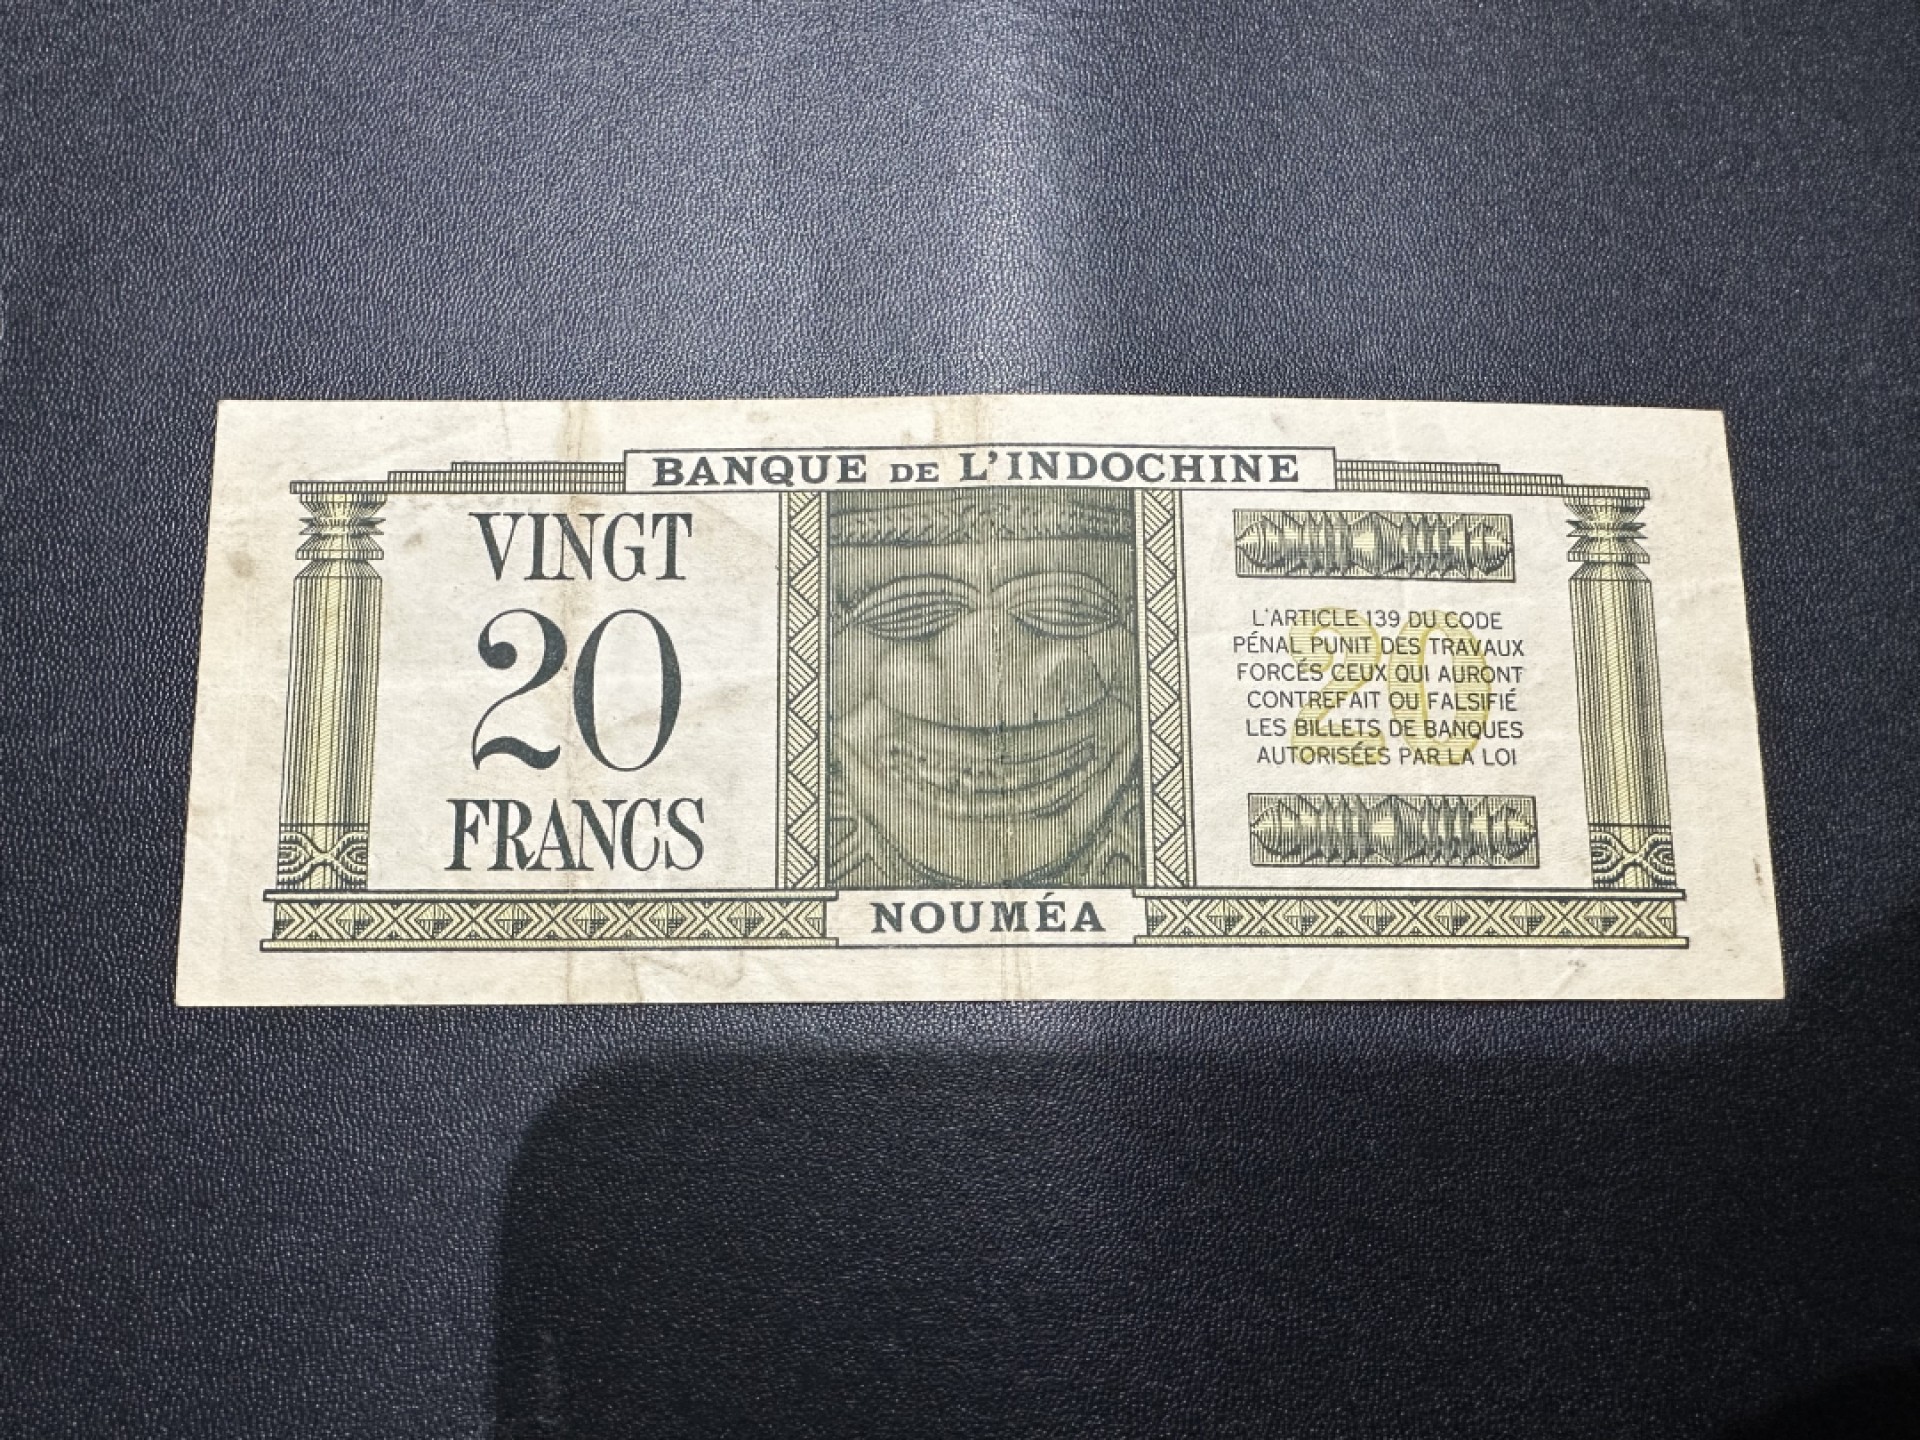 BANQUE DE L'INDOCHINE
VINGT
20
FRANCS
L'ARTICLE 139 DU CODE
PÉNAL PUNIT DES TRAVAUX
FORCÉS CEUX QUI AURONT
CONTREFAIT OU FALSIFIÉ
LES BILLETS DE BANQUES
AUTORISÉES PAR LA LOI
20
NOUMÉA